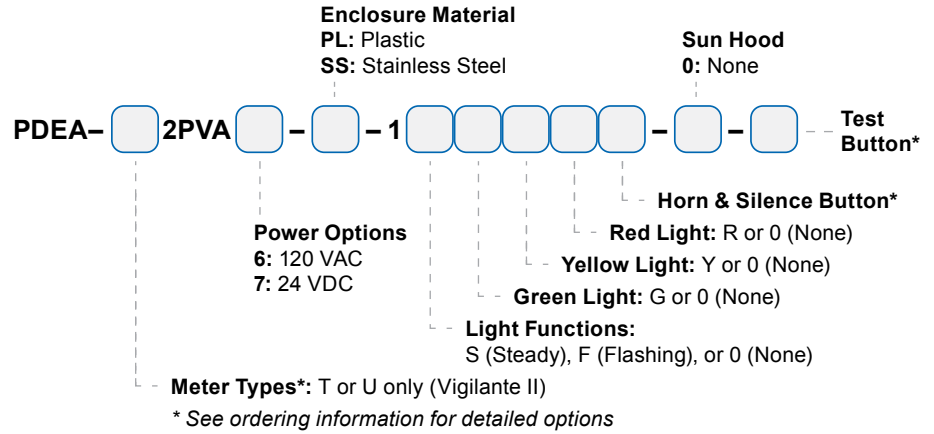 Enclosure Material
PL: Plastic
SS: Stainless Steel
Sun Hood
0: None
PDEA– 2PVA – – 1 – –
Test
Button*
Horn & Silence Button*
Power Options
6: 120 VAC
7: 24 VDC
Red Light: R or 0 (None)
Yellow Light: Y or 0 (None)
Green Light: G or 0 (None)
Light Functions:
S (Steady), F (Flashing), or 0 (None)
Meter Types*: T or U only (Vigilante II)
* See ordering information for detailed options